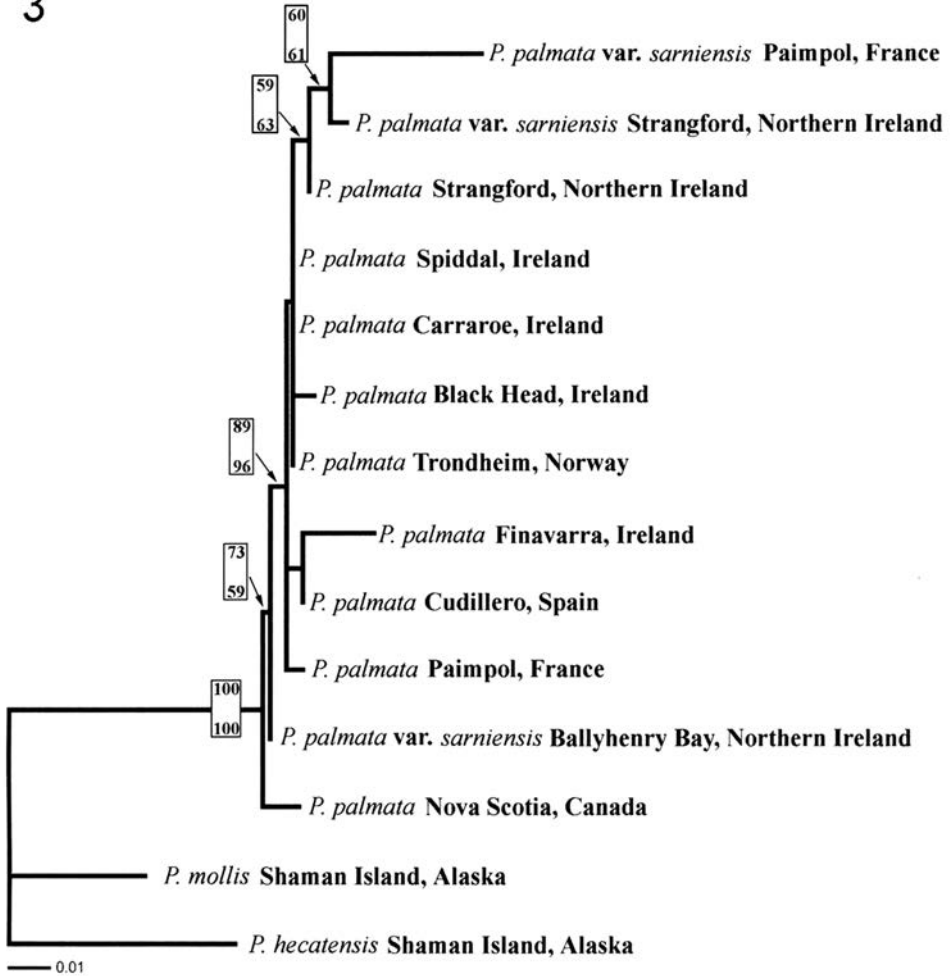 3
60
61
P. palmata var. sarniensis Paimpol, France
59
63
P. palmata var. sarniensis Strangford, Northern Ireland
P. palmata Strangford, Northern Ireland
P. palmata Spiddal, Ireland
P. palmata Carraroe, Ireland
P. palmata Black Head, Ireland
89
96
P. palmata Trondheim, Norway
P. palmata Finavarra, Ireland
73
59
P. palmata Cudillero, Spain
P. palmata Paimpol, France
100
100
P. palmata var. sarniensis Ballyhenry Bay, Northern Ireland
P. palmata Nova Scotia, Canada
P. mollis Shaman Island, Alaska
P. hecatensis Shaman Island, Alaska
0.01